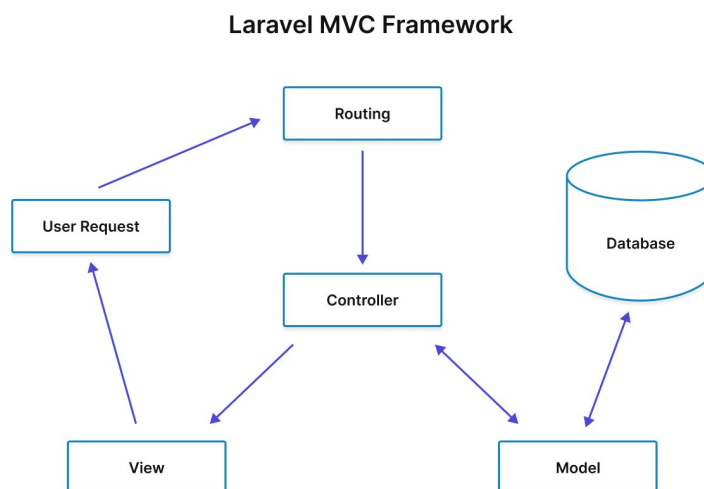 Laravel MVC Framework
Routing
User Request
Database
Controller
View
Model